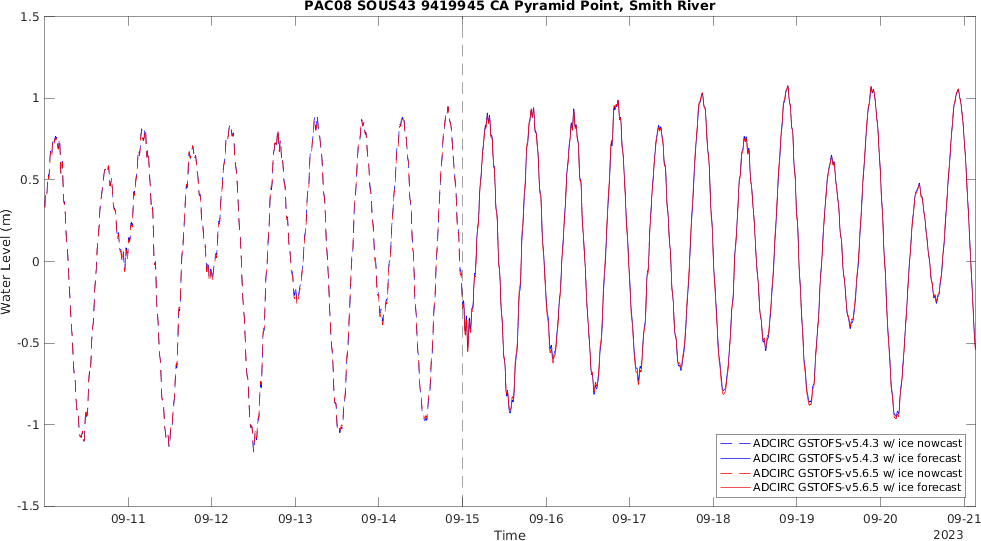 PAC08 SOUS43 9419945 CA Pyramid Point, Smith River
1.5
1
0.5
0
-0.5
-1
-1.5
Water Level (m)
09-11 09-12 09-13 09-14 09-15 09-16 09-17 09-18 09-19 09-20 09-21
2023
Time
ADCIRC GSTOFS-v5.4.3 w/ ice nowcast
ADCIRC GSTOFS-v5.4.3 w/ ice forecast
ADCIRC GSTOFS-v5.6.5 w/ ice nowcast
ADCIRC GSTOFS-v5.6.5 w/ ice forecast